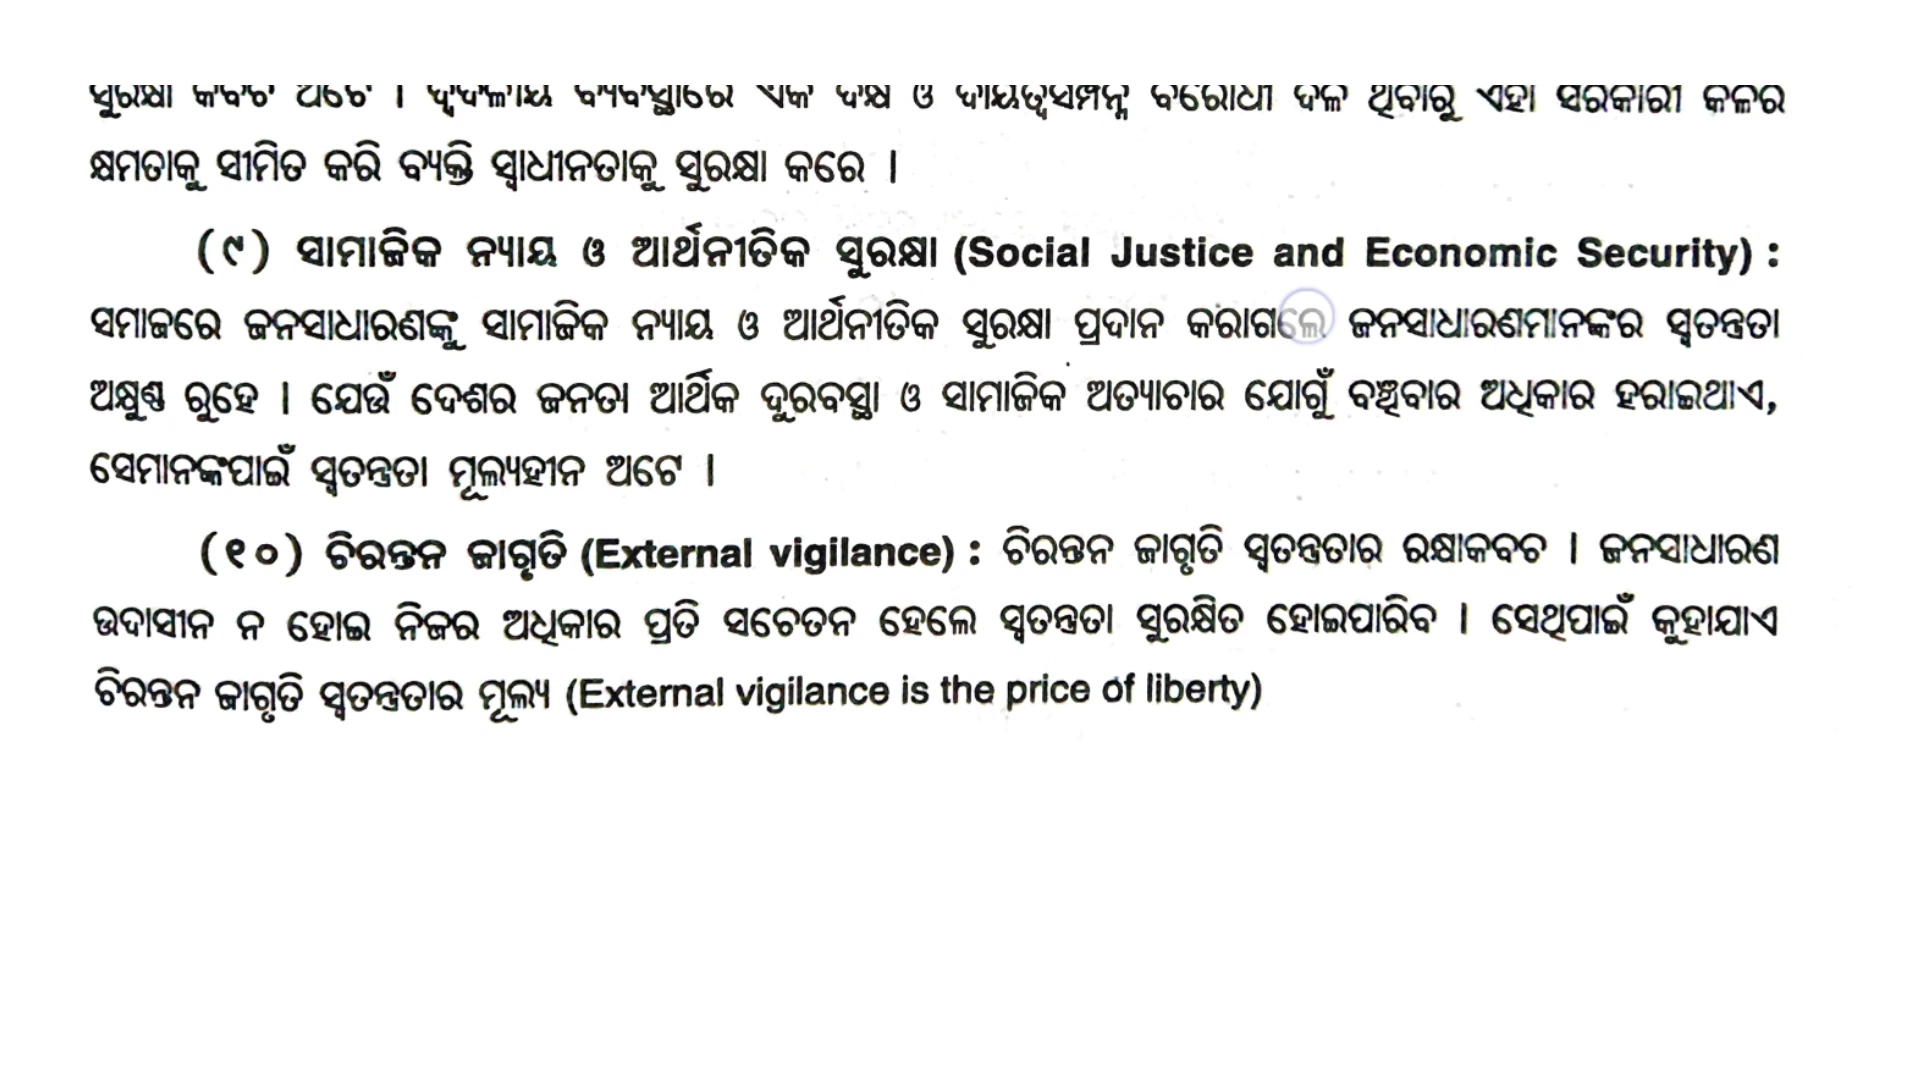 ସୁରକ୍ଷା କବଚ ଅଟେ । ଦ୍ୱିଦଳୀୟ ବ୍ୟବସ୍ଥାରେ ଏକ ଦକ୍ଷ ଓ ଦାୟିତ୍ୱସମ୍ପନ୍ନ ବିରୋଧୀ ଦଳ ଥିବାରୁ ଏହା ସରକାରୀ କଳର
କ୍ଷମତାକୁ ସୀମିତ କରି ବ୍ୟକ୍ତି ସ୍ୱାଧୀନତାକୁ ସୁରକ୍ଷା କରେ ।
(୯) ସାମାଜିକ ନ୍ୟାୟ ଓ ଆର୍ଥନୀତିକ ସୁରକ୍ଷା (Social Justice and Economic Security) :
ସମାଜରେ ଜନସାଧାରଣଙ୍କୁ ସାମାଜିକ ନ୍ୟାୟ ଓ ଆର୍ଥନୀତିକ ସୁରକ୍ଷା ପ୍ରଦାନ କରାଗଲେ ଜନସାଧାରଣମାନଙ୍କର ସ୍ୱତନ୍ତ୍ରତା
ଅକ୍ଷୁଣ୍ଣ ରୁହେ । ଯେଉଁ ଦେଶର ଜନତା ଆର୍ଥିକ ଦୁରବସ୍ଥା ଓ ସାମାଜିକ ଅତ୍ୟାଚାର ଯୋଗୁଁ ବଞ୍ଚିବାର ଅଧିକାର ହରାଇଥାଏ,
ସେମାନଙ୍କପାଇଁ ସ୍ୱତନ୍ତ୍ରତା ମୂଲ୍ୟହୀନ ଅଟେ ।
(୧୦) ଚିରନ୍ତନ ଜାଗୃତି (External vigilance) : ଚିରନ୍ତନ ଜାଗୃତି ସ୍ୱତନ୍ତ୍ରତାର ରକ୍ଷାକବଚ । ଜନସାଧାରଣ
ଉଦାସୀନ ନ ହୋଇ ନିଜର ଅଧିକାର ପ୍ରତି ସଚେତନ ହେଲେ ସ୍ୱତନ୍ତ୍ରତା ସୁରକ୍ଷିତ ହୋଇପାରିବ । ସେଥିପାଇଁ କୁହାଯାଏ
ଚିରନ୍ତନ ଜାଗୃତି ସ୍ୱତନ୍ତ୍ରତାର ମୂଲ୍ୟ (External vigilance is the price of liberty)